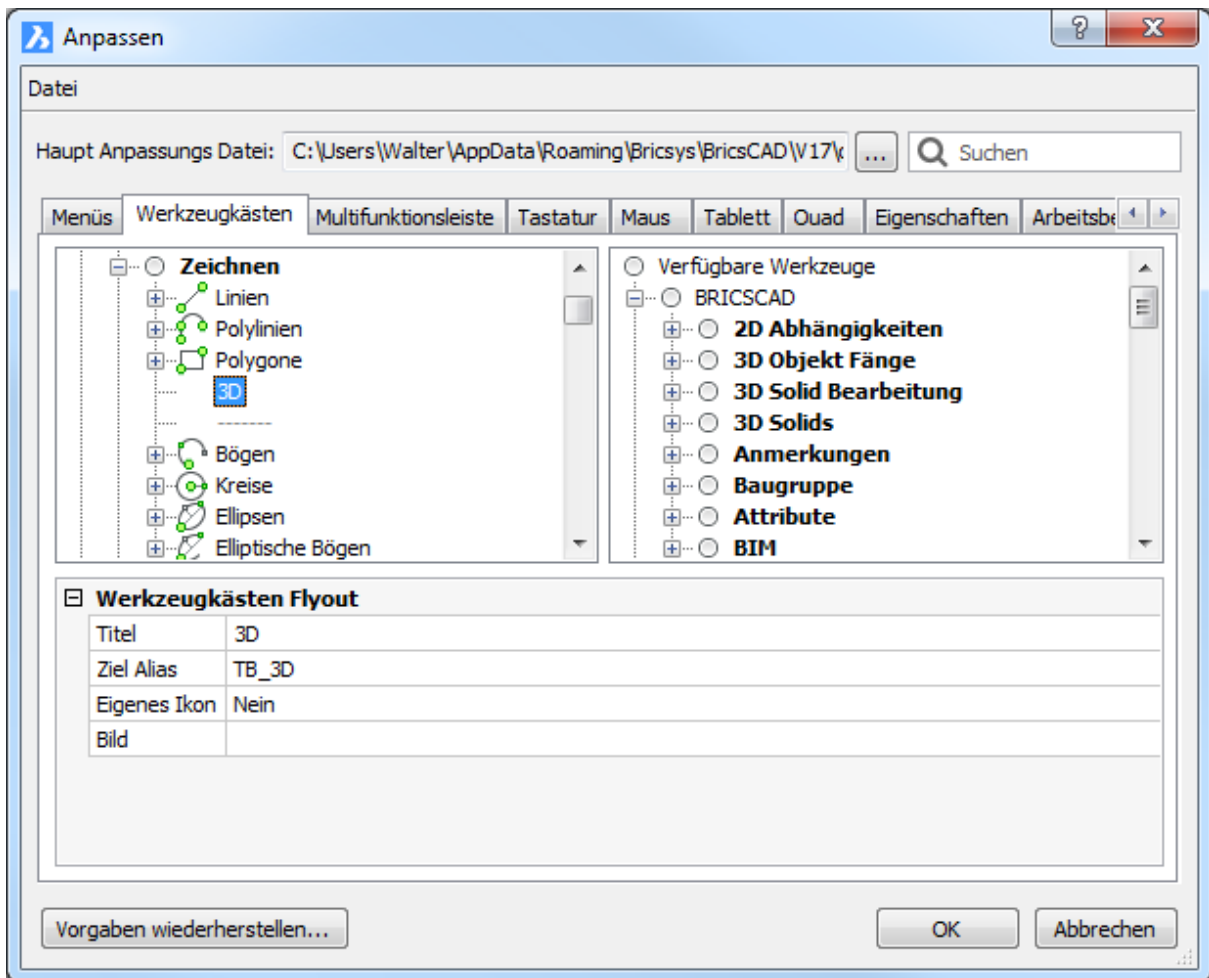 Anpassen
Datei
Haupt Anpassungs Datei: C:\Users\Walter\AppData\Roaming\Bricsys\BricsCAD\V17\ ... Suchen
Menüs Werkzeugkästen Multifunktionsleiste Tastatur Maus Tablett Quad Eigenschaften Arbeitsbe
Zeichnen
Linien
Polylinien
Polygone
3D
-------
Bögen
Kreise
Ellipsen
Elliptische Bögen
Verfügbare Werkzeuge
BRICSCAD
2D Abhängigkeiten
3D Objekt Fänge
3D Solid Bearbeitung
3D Solids
Anmerkungen
Baugruppe
Attribute
BIM
Werkzeugkästen Flyout
Titel 3D
Ziel Alias TB_3D
Eigenes Ikon Nein
Bild
Vorgaben wiederherstellen... OK Abbrechen